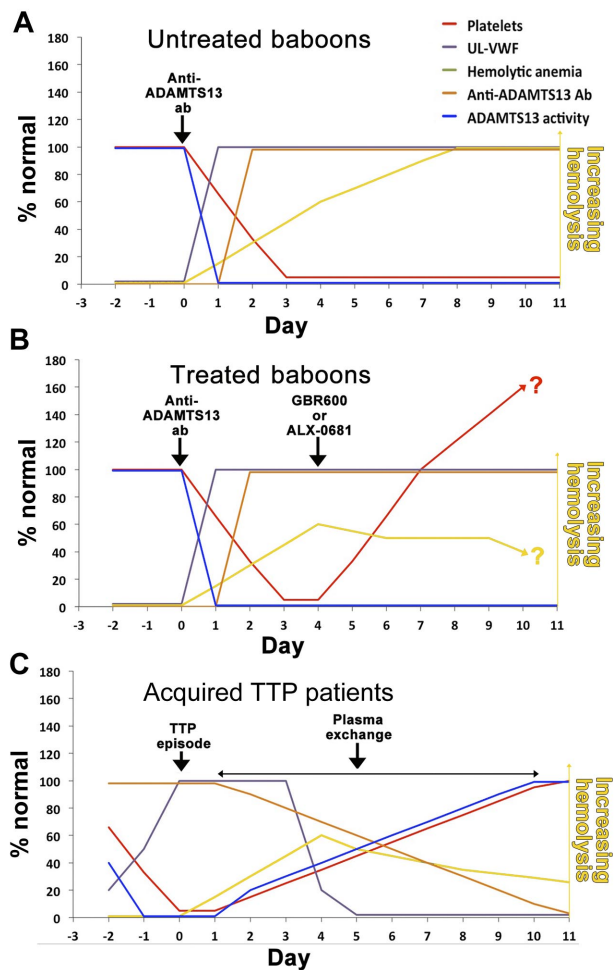 A
Untreated baboons
Platelets
UL-VWF
Hemolytic anemia
Anti-ADAMTS13 Ab
ADAMTS13 activity
Anti-
ADAMTS13
ab
% normal
180
160
140
120
100
80
60
40
20
0
-3 -2 -1 0 1 2 3 4 5 6 7 8 9 10 11
Day
Increasing
hemolysis
B
Treated baboons
Anti-
ADAMTS13
ab
GBR600
or
ALX-0681
?
?
% normal
180
160
140
120
100
80
60
40
20
0
-3 -2 -1 0 1 2 3 4 5 6 7 8 9 10 11
Day
Increasing
hemolysis
C
Acquired TTP patients
TTP
episode
Plasma
exchange
% normal
180
160
140
120
100
80
60
40
20
0
-3 -2 -1 0 1 2 3 4 5 6 7 8 9 10 11
Day
Increasing
hemolysis